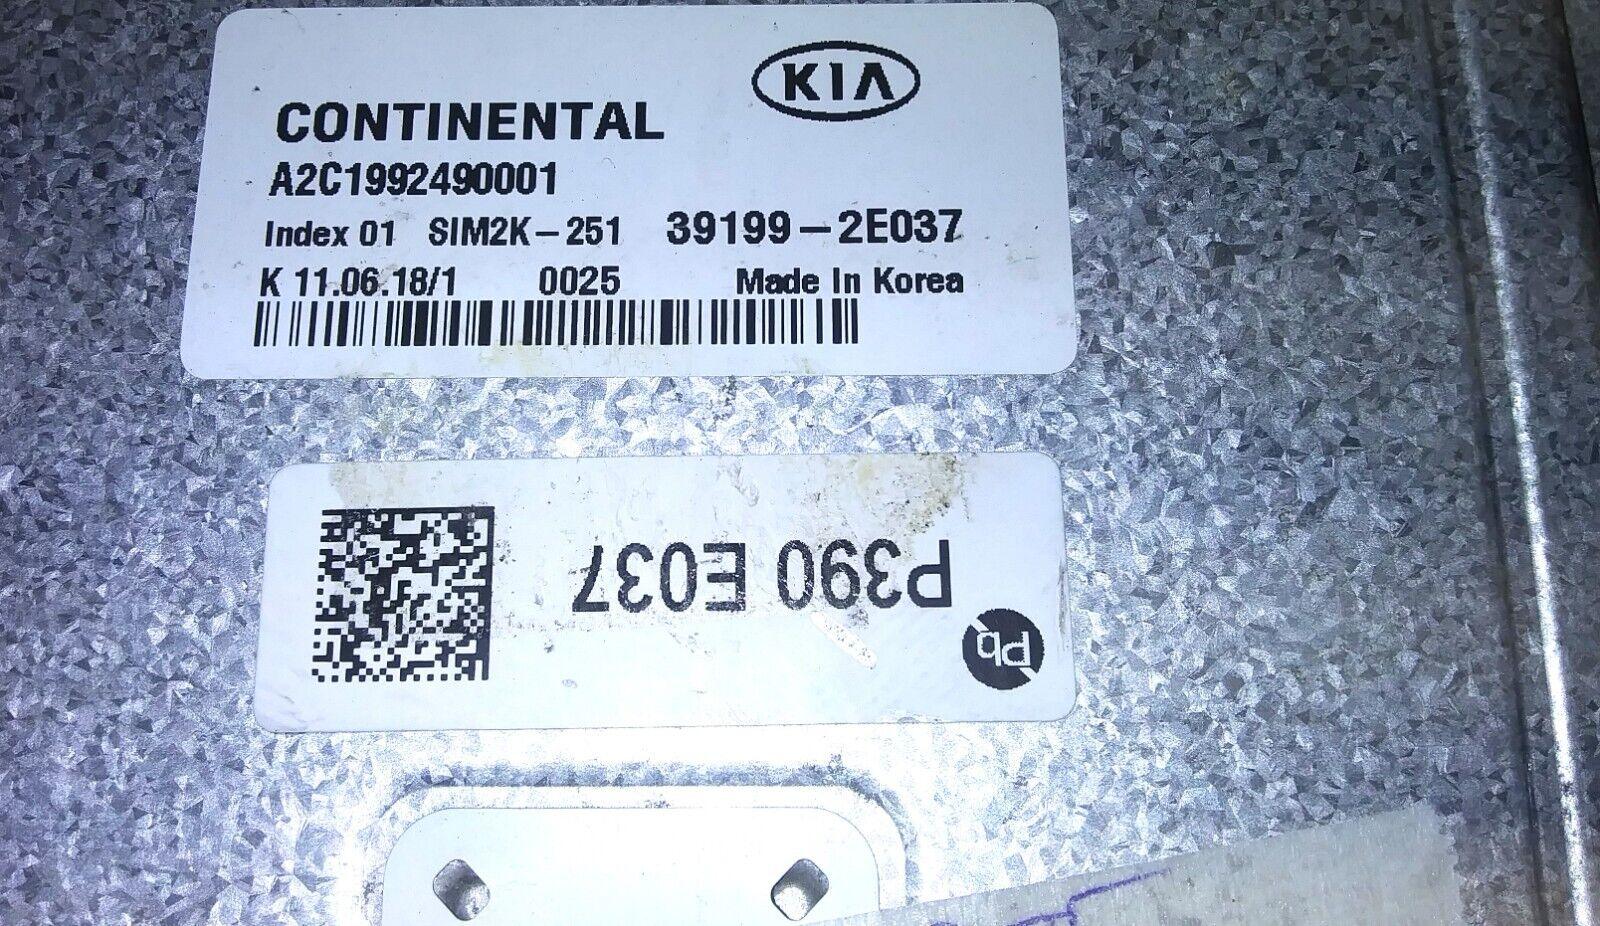 KIA
CONTINENTAL
A2C1992490001
Index 01 SIM2K-251 39199-2E037
K 11.06.18/1 0025 Made In Korea
P390 E037
Pb